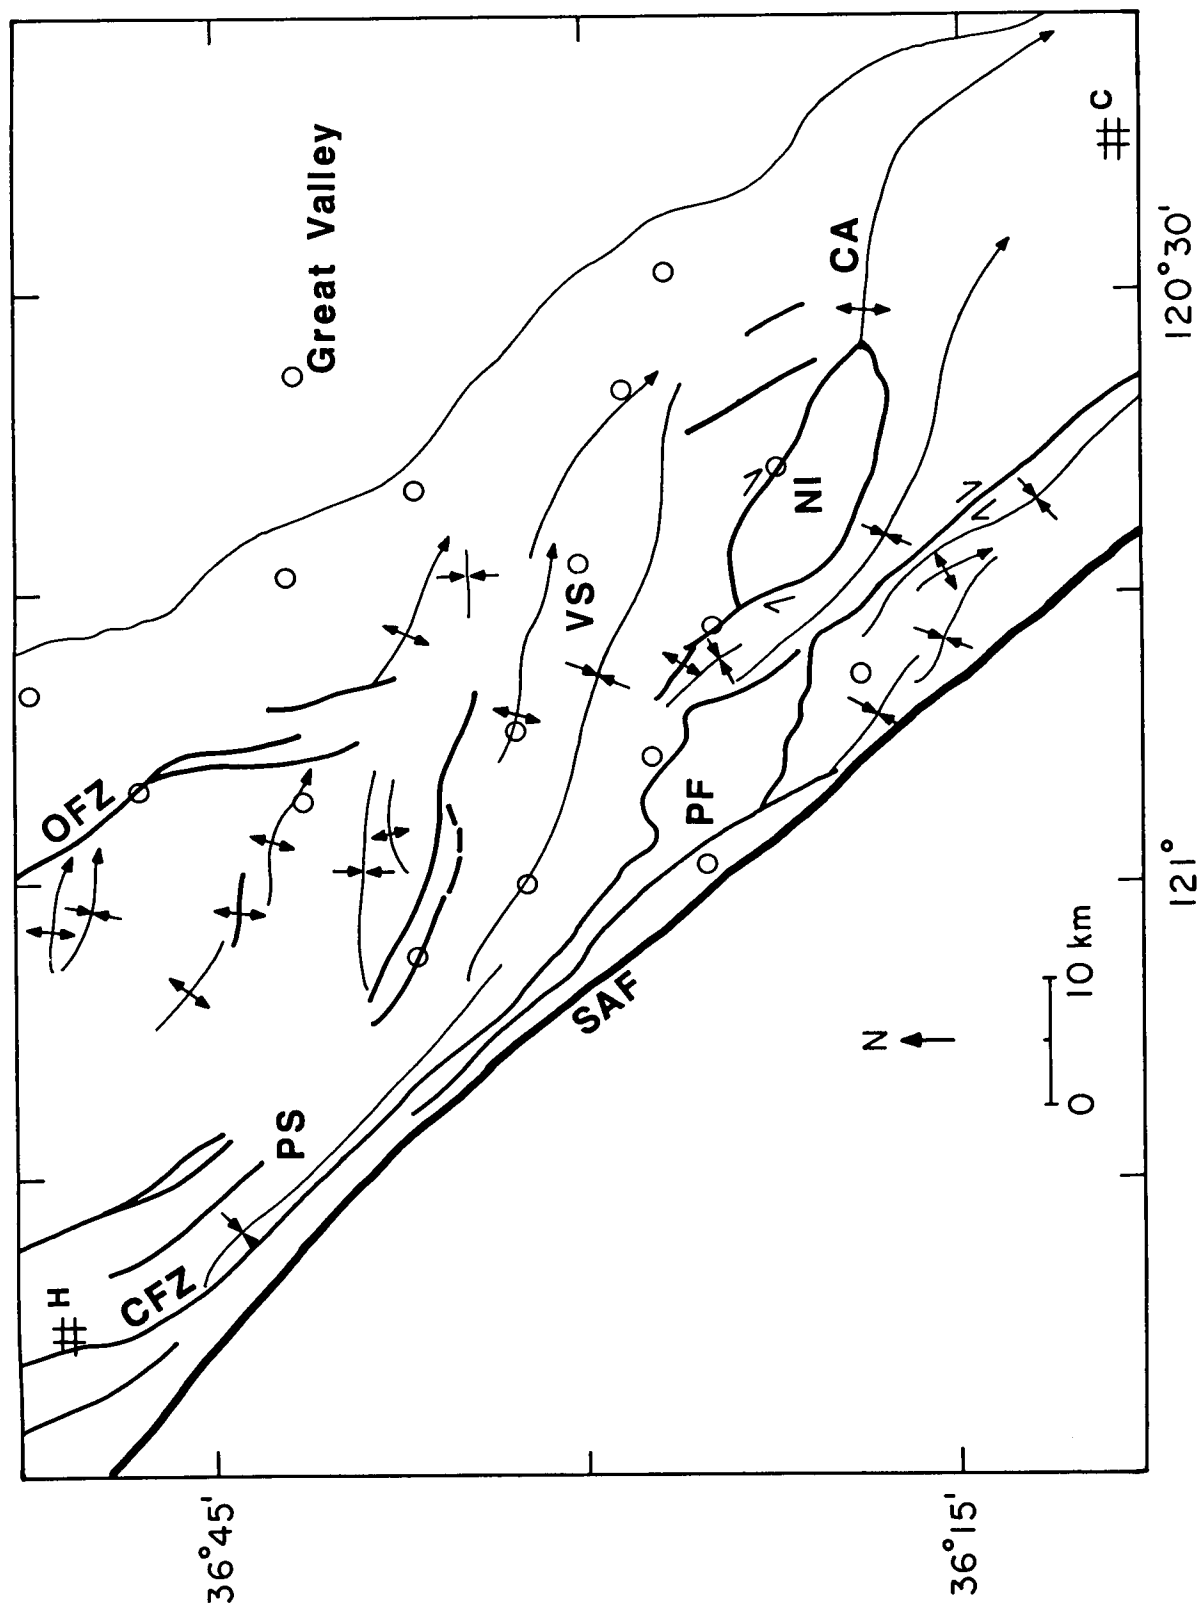 OFZ
Great Valley
H
CFZ
PS
VS
CA
NI
PF
SAF
C
N
0 10 km
36°45'
36°15'
121°
120°30'